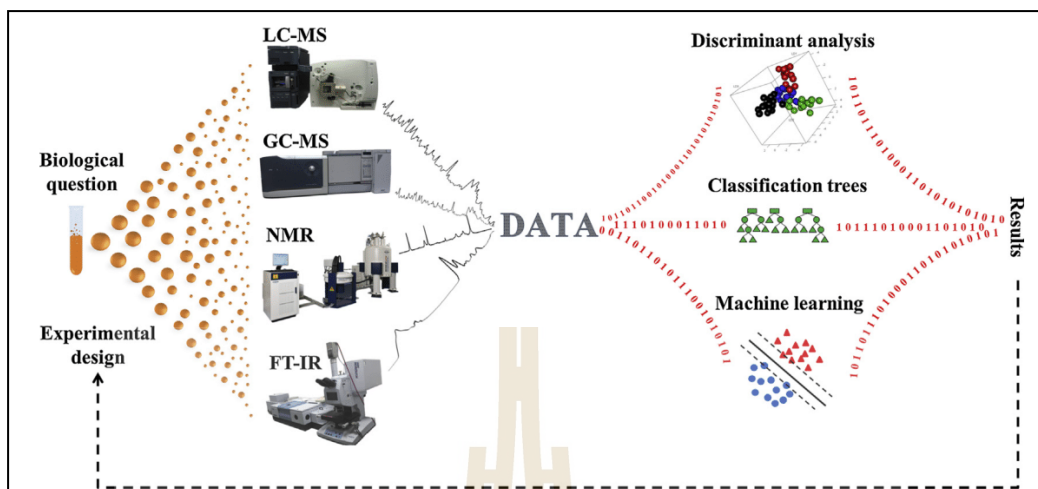 LC-MS
GC-MS
NMR
FT-IR
Biological
question
Experimental
design
DATA
Discriminant analysis
Classification trees
Machine learning
Results